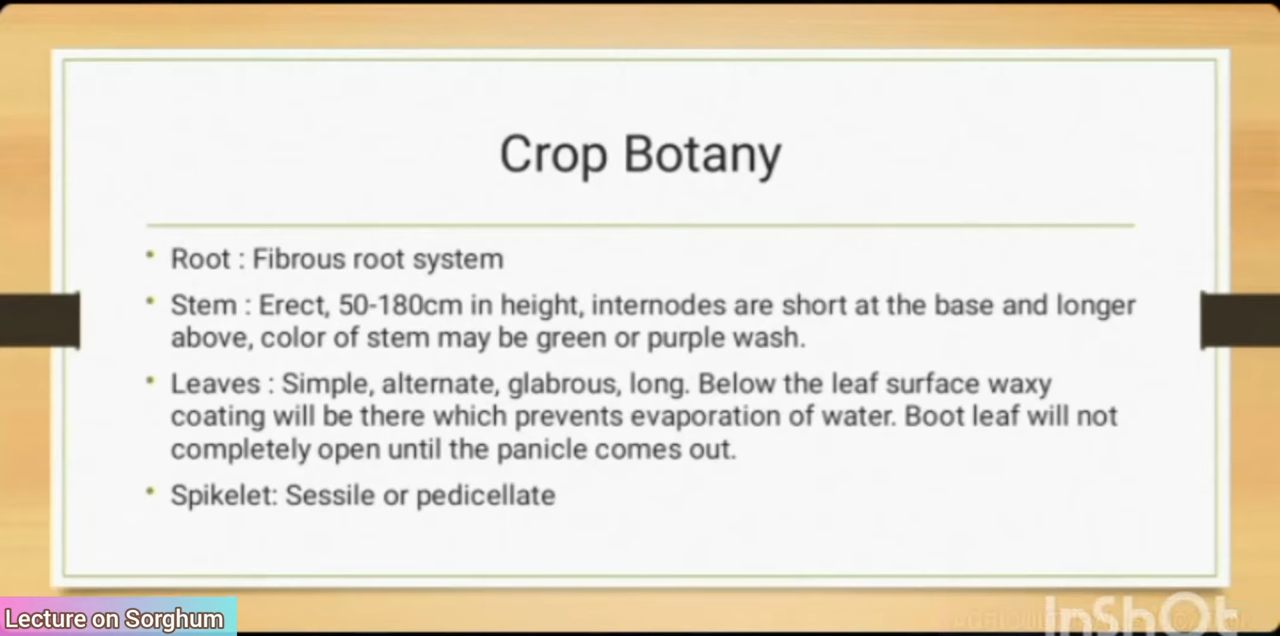 Crop Botany
• Root : Fibrous root system
• Stem : Erect, 50-180cm in height, internodes are short at the base and longer
above, color of stem may be green or purple wash.
• Leaves : Simple, alternate, glabrous, long. Below the leaf surface waxy
coating will be there which prevents evaporation of water. Boot leaf will not
completely open until the panicle comes out.
• Spikelet: Sessile or pedicellate
Lecture on Sorghum
InShOt